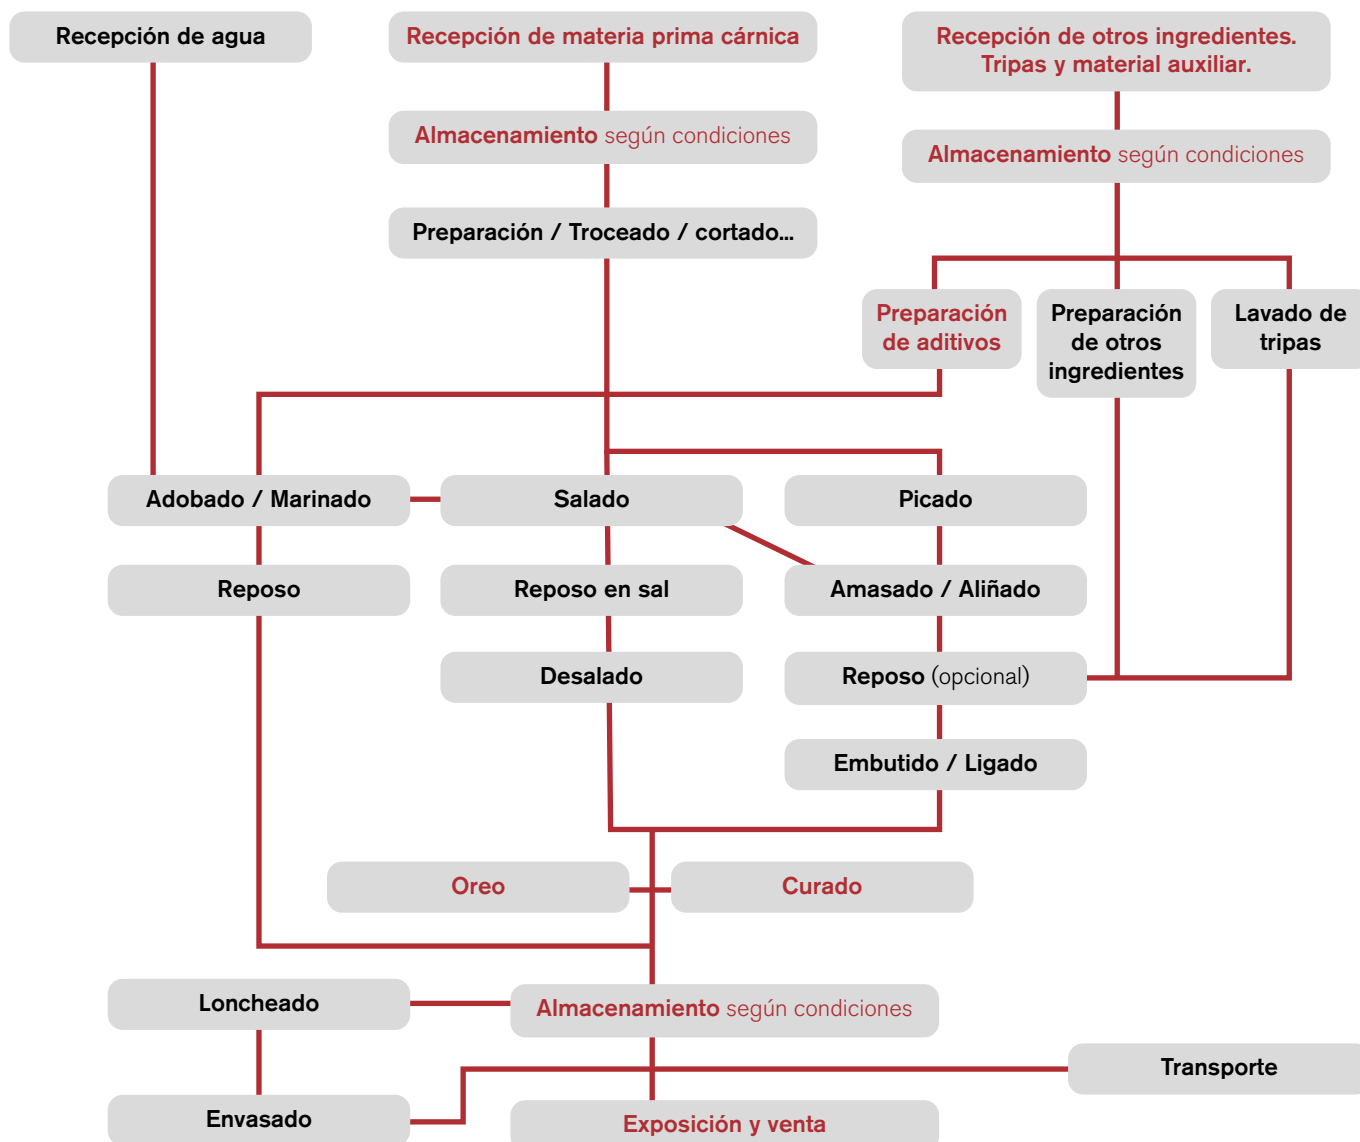 Recepción de agua
Recepción de materia prima cárnica
Recepción de otros ingredientes.
Tripas y material auxiliar.
Almacenamiento según condiciones
Almacenamiento según condiciones
Preparación / Troceado / cortado...
Preparación
de aditivos
Preparación
de otros
ingredientes
Lavado de
tripas
Adobado / Marinado
Salado
Picado
Reposo
Reposo en sal
Amasado / Aliñado
Desalado
Reposo (opcional)
Embutido / Ligado
Oreo
Curado
Loncheado
Almacenamiento según condiciones
Transporte
Envasado
Exposición y venta